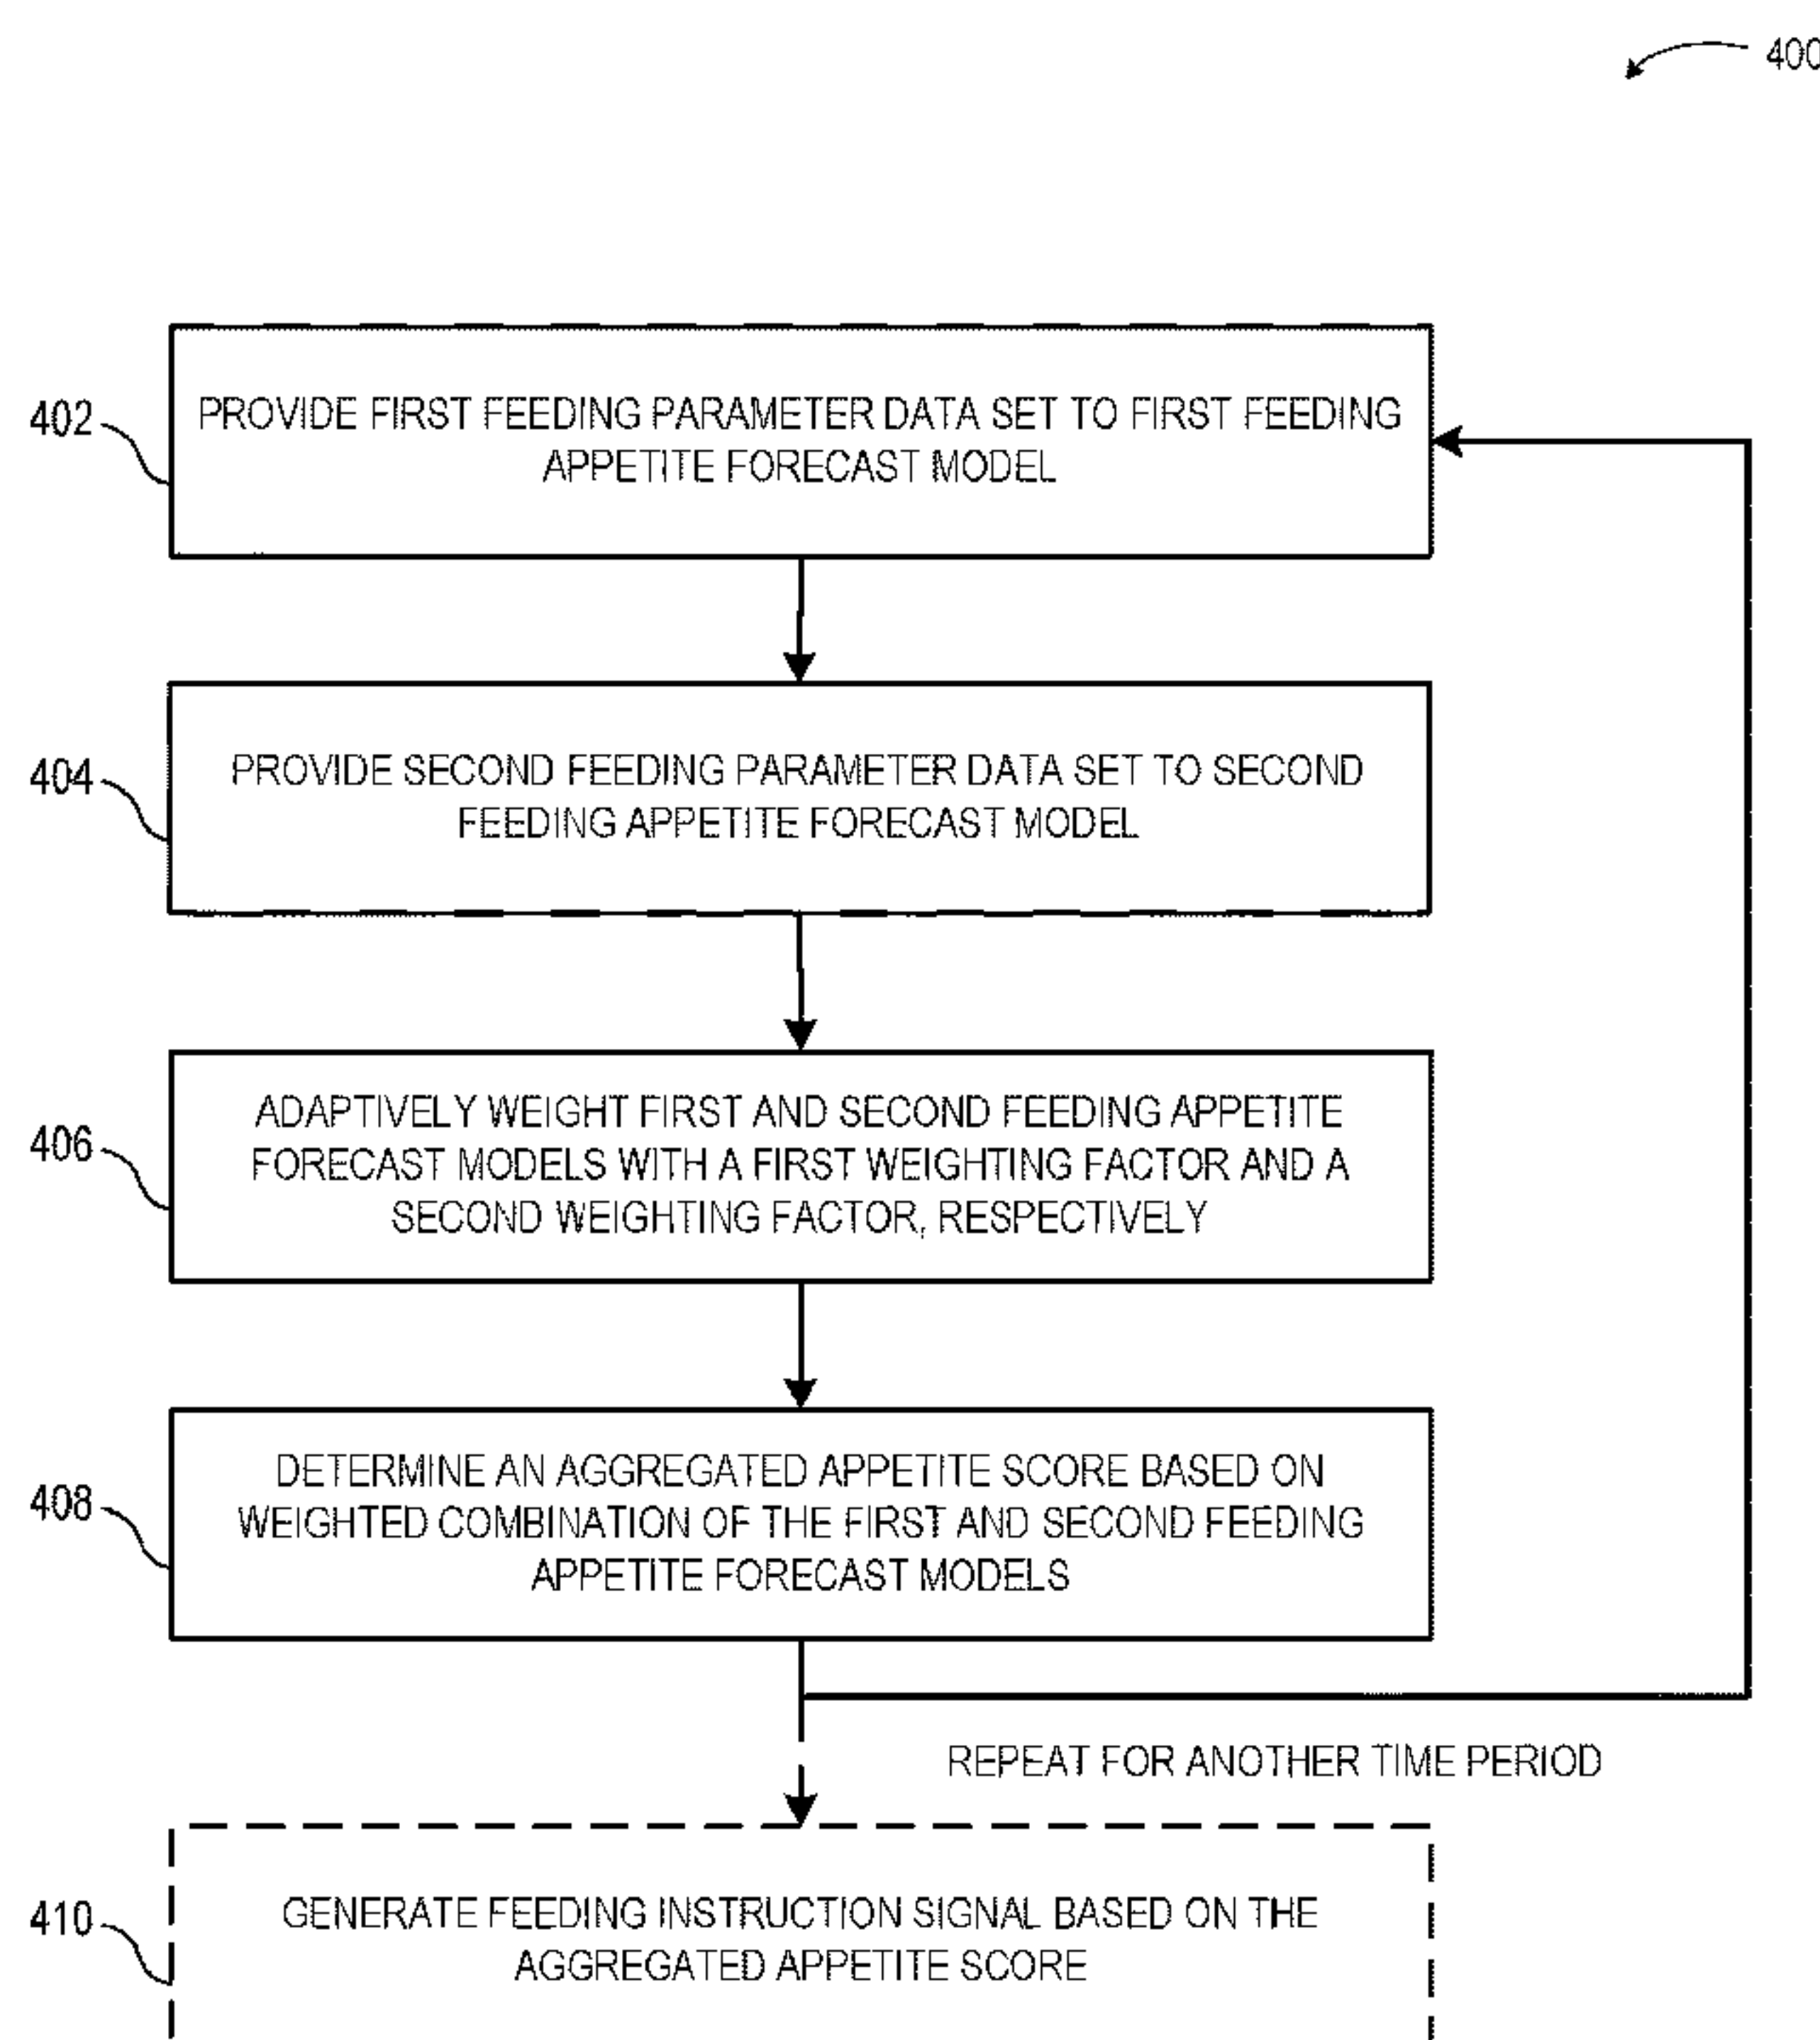 400
402
PROVIDE FIRST FEEDING PARAMETER DATA SET TO FIRST FEEDING
APPETITE FORECAST MODEL
404
PROVIDE SECOND FEEDING PARAMETER DATA SET TO SECOND
FEEDING APPETITE FORECAST MODEL
406
ADAPTIVELY WEIGHT FIRST AND SECOND FEEDING APPETITE
FORECAST MODELS WITH A FIRST WEIGHTING FACTOR AND A
SECOND WEIGHTING FACTOR, RESPECTIVELY
408
DETERMINE AN AGGREGATED APPETITE SCORE BASED ON
WEIGHTED COMBINATION OF THE FIRST AND SECOND FEEDING
APPETITE FORECAST MODELS
REPEAT FOR ANOTHER TIME PERIOD
410
GENERATE FEEDING INSTRUCTION SIGNAL BASED ON THE
AGGREGATED APPETITE SCORE